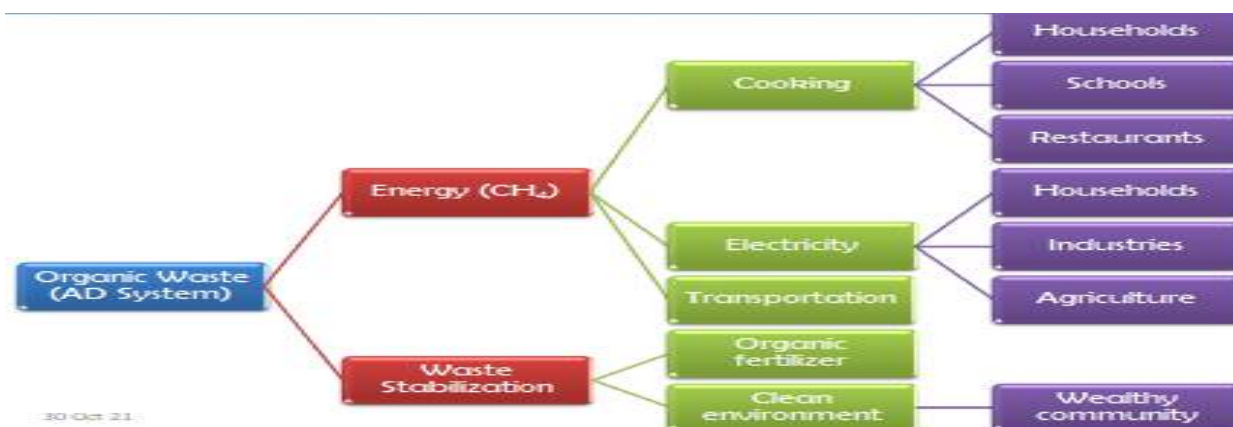 Households
Cooking
Schools
Restaurants
Energy (CH₄)
Households
Electricity
Industries
Organic Waste
(AD System)
Transportation
Agriculture
Organic
fertilizer
Waste
Stabilization
Clean
environment
Wealthy
community
30 Oct 21